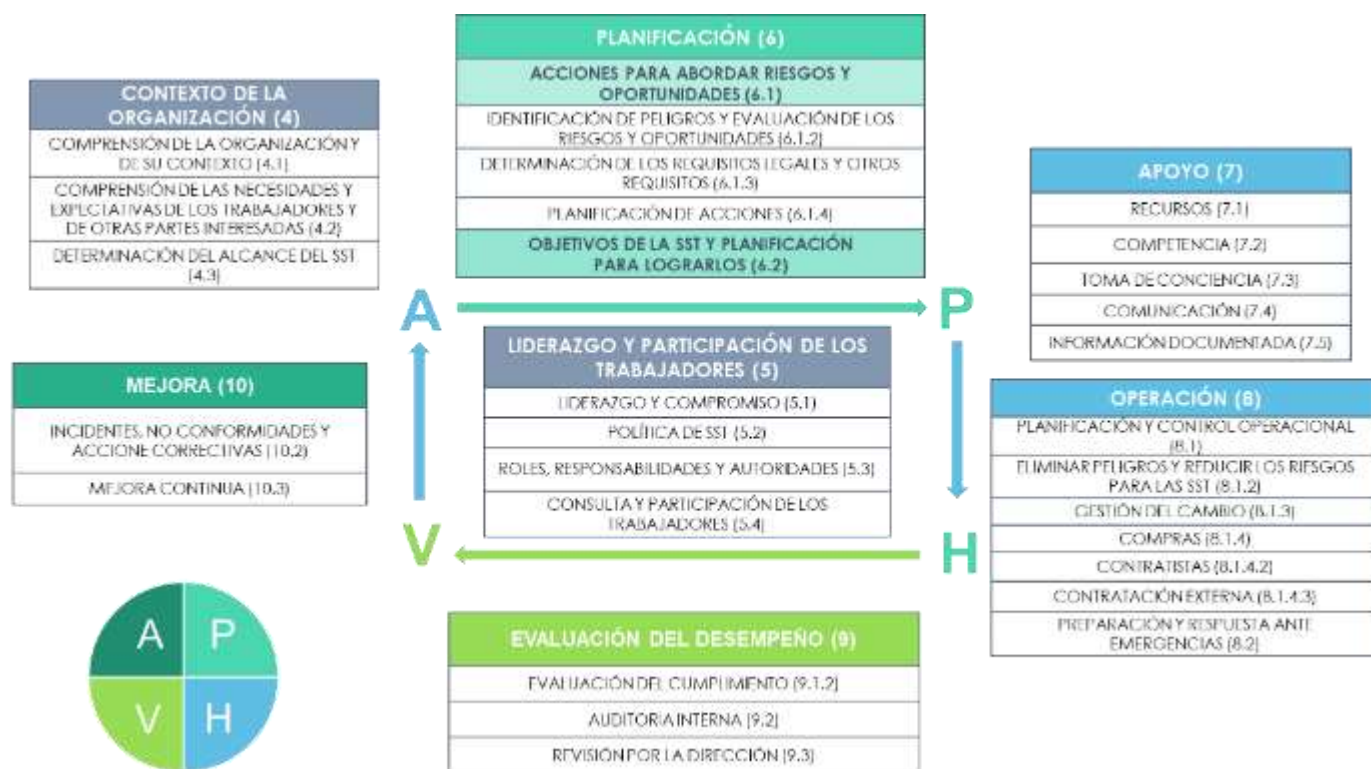 PLANIFICACIÓN (6)
ACCIONES PARA ABORDAR RIESGOS Y
OPORTUNIDADES (6.1)
IDENTIFICACIÓN DE PELIGROS Y EVALUACIÓN DE LOS
RIESGOS Y OPORTUNIDADES (6.1.2)
DETERMINACIÓN DE LOS REQUISITOS LEGALES Y OTROS
REQUISITOS (6.1.3)
PLANIFICACIÓN DE ACCIONES (6.1.4)
OBJETIVOS DE LA SST Y PLANIFICACIÓN
PARA LOGRARLOS (6.2)
CONTEXTO DE LA
ORGANIZACIÓN (4)
COMPRENSIÓN DE LA ORGANIZACIÓN Y
DE SU CONTEXTO (4.1)
COMPRENSIÓN DE LAS NECESIDADES Y
EXPECTATIVAS DE LOS TRABAJADORES Y
DE OTRAS PARTES INTERESADAS (4.2)
DETERMINACIÓN DEL ALCANCE DEL SST
(4.3)
APOYO (7)
RECURSOS (7.1)
COMPETENCIA (7.2)
TOMA DE CONCIENCIA (7.3)
COMUNICACIÓN (7.4)
INFORMACIÓN DOCUMENTADA (7.5)
A
P
LIDERAZGO Y PARTICIPACIÓN DE LOS
TRABAJADORES (5)
LIDERAZGO Y COMPROMISO (5.1)
POLÍTICA DE SST (5.2)
ROLES, RESPONSABILIDADES Y AUTORIDADES (5.3)
CONSULTA Y PARTICIPACIÓN DE LOS
TRABAJADORES (5.4)
MEJORA (10)
INCIDENTES, NO CONFORMIDADES Y
ACCIONE CORRECTIVAS (10.2)
MEJORA CONTINUA (10.3)
OPERACIÓN (8)
PLANIFICACIÓN Y CONTROL OPERACIONAL
(8.1)
ELIMINAR PELIGROS Y REDUCIR LOS RIESGOS
PARA LAS SST (8.1.2)
GESTIÓN DEL CAMBIO (8.1.3)
COMPRAS (8.1.4)
CONTRATISTAS (8.1.4.2)
CONTRATACIÓN EXTERNA (8.1.4.3)
PREPARACIÓN Y RESPUESTA ANTE
EMERGENCIAS (8.2)
V
H
EVALUACIÓN DEL DESEMPEÑO (9)
EVALUACIÓN DEL CUMPLIMIENTO (9.1.2)
AUDITORIA INTERNA (9.2)
REVISIÓN POR LA DIRECCIÓN (9.3)
A P
V H